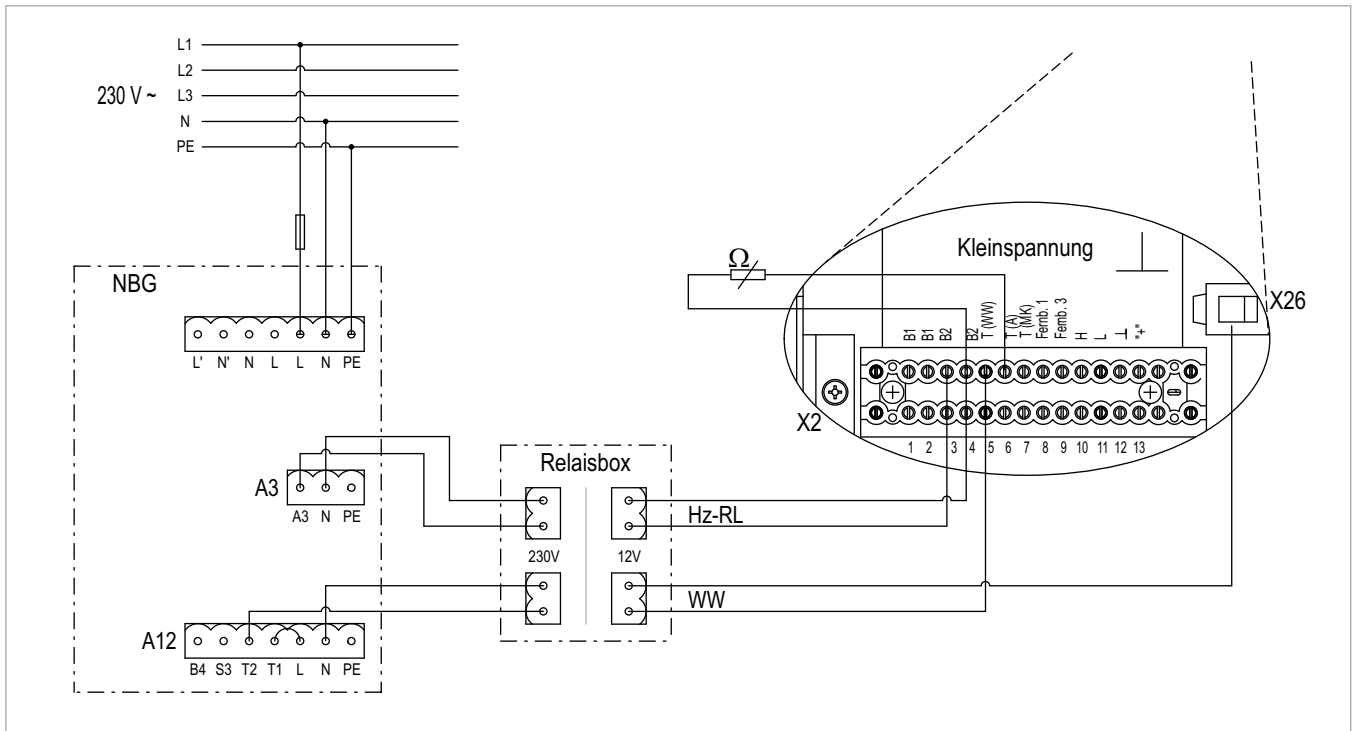 L1
L2
230 V ~ L3
N
PE
NBG
L' N' N L L N PE
A3
A3 N PE
A12
B4 S3 T2 T1 L N PE
Relaisbox
230V 12V
Hz-RL
WW
Ω
Kleinspannung
X26
B1 B1 B2 B2 T (WW) T (A) T (MK) Fernb. 1 Fernb. 3 H L ⊥ "+"
X2
1 2 3 4 5 6 7 8 9 10 11 12 13